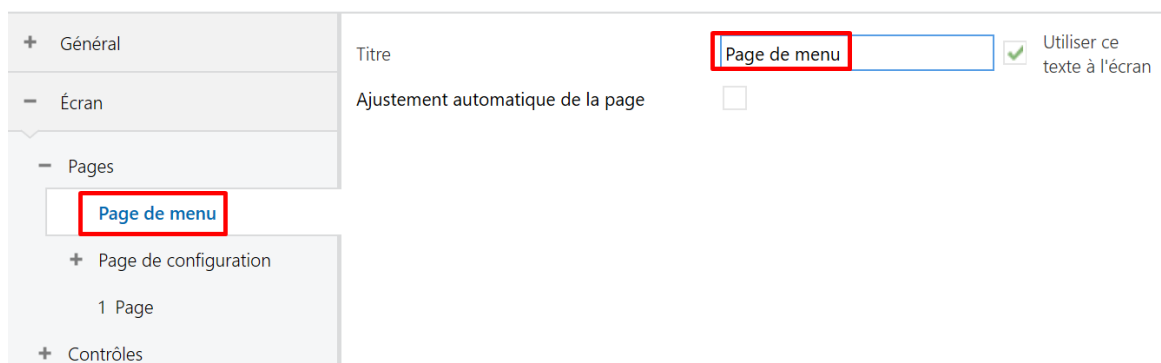 Général
Écran
Pages
Page de menu
Page de configuration
1 Page
Contrôles
Titre
Page de menu
Utiliser ce
texte à l'écran
Ajustement automatique de la page